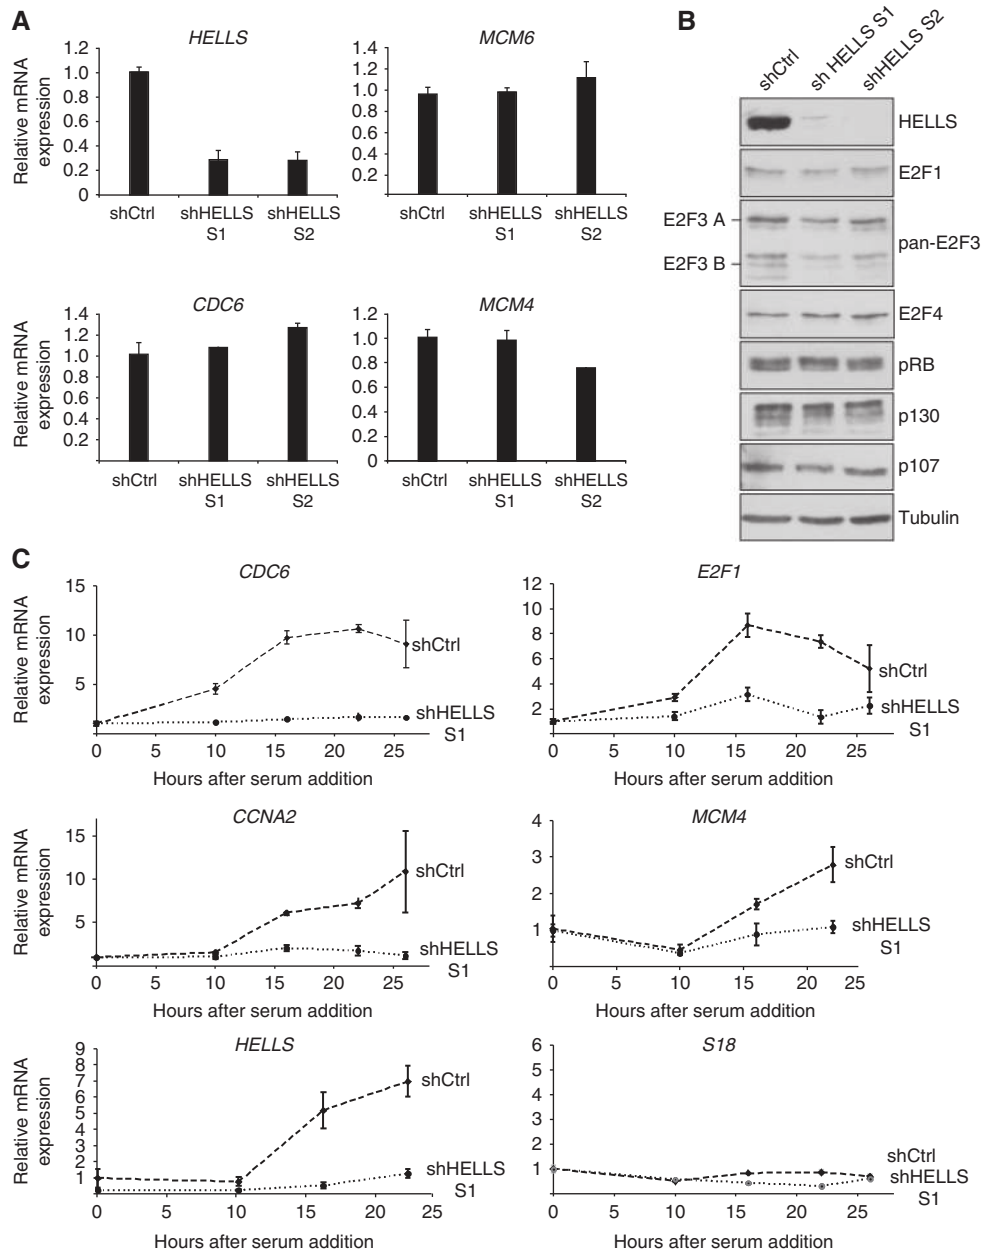 A
HELLS
Relative mRNA
expression
1.2
1.0
0.8
0.6
0.4
0.2
0
shCtrl
shHELLS
S1
shHELLS
S2
MCM6
1.4
1.2
1.0
0.8
0.6
0.4
0.2
shCtrl
shHELLS
S1
shHELLS
S2
CDC6
Relative mRNA
expression
1.4
1.2
1.0
0.8
0.6
0.4
0.2
shCtrl
shHELLS
S1
shHELLS
S2
MCM4
1.2
1.0
0.8
0.6
0.4
0.2
0
shCtrl
shHELLS
S1
shHELLS
S2
B
shCtrl
sh HELLS S1
shHELLS S2
HELLS
E2F1
E2F3 A
E2F3 B
pan-E2F3
E2F4
pRB
p130
p107
Tubulin
C
CDC6
Relative mRNA
expression
15
10
5
shCtrl
shHELLS
S1
0 5 10 15 20 25
Hours after serum addition
E2F1
12
10
8
6
4
2
shCtrl
shHELLS
S1
0 5 10 15 20 25
Hours after serum addition
CCNA2
Relative mRNA
expression
15
10
5
shCtrl
shHELLS
S1
0 5 10 15 20 25
Hours after serum addition
MCM4
4
3
2
1
shCtrl
shHELLS
S1
0 5 10 15 20 25
Hours after serum addition
HELLS
Relative mRNA
expression
9
8
7
6
5
4
3
2
1
shCtrl
shHELLS
S1
0 5 10 15 20 25
Hours after serum addition
S18
6
5
4
3
2
1
shCtrl
shHELLS
S1
0 5 10 15 20 25
Hours after serum addition